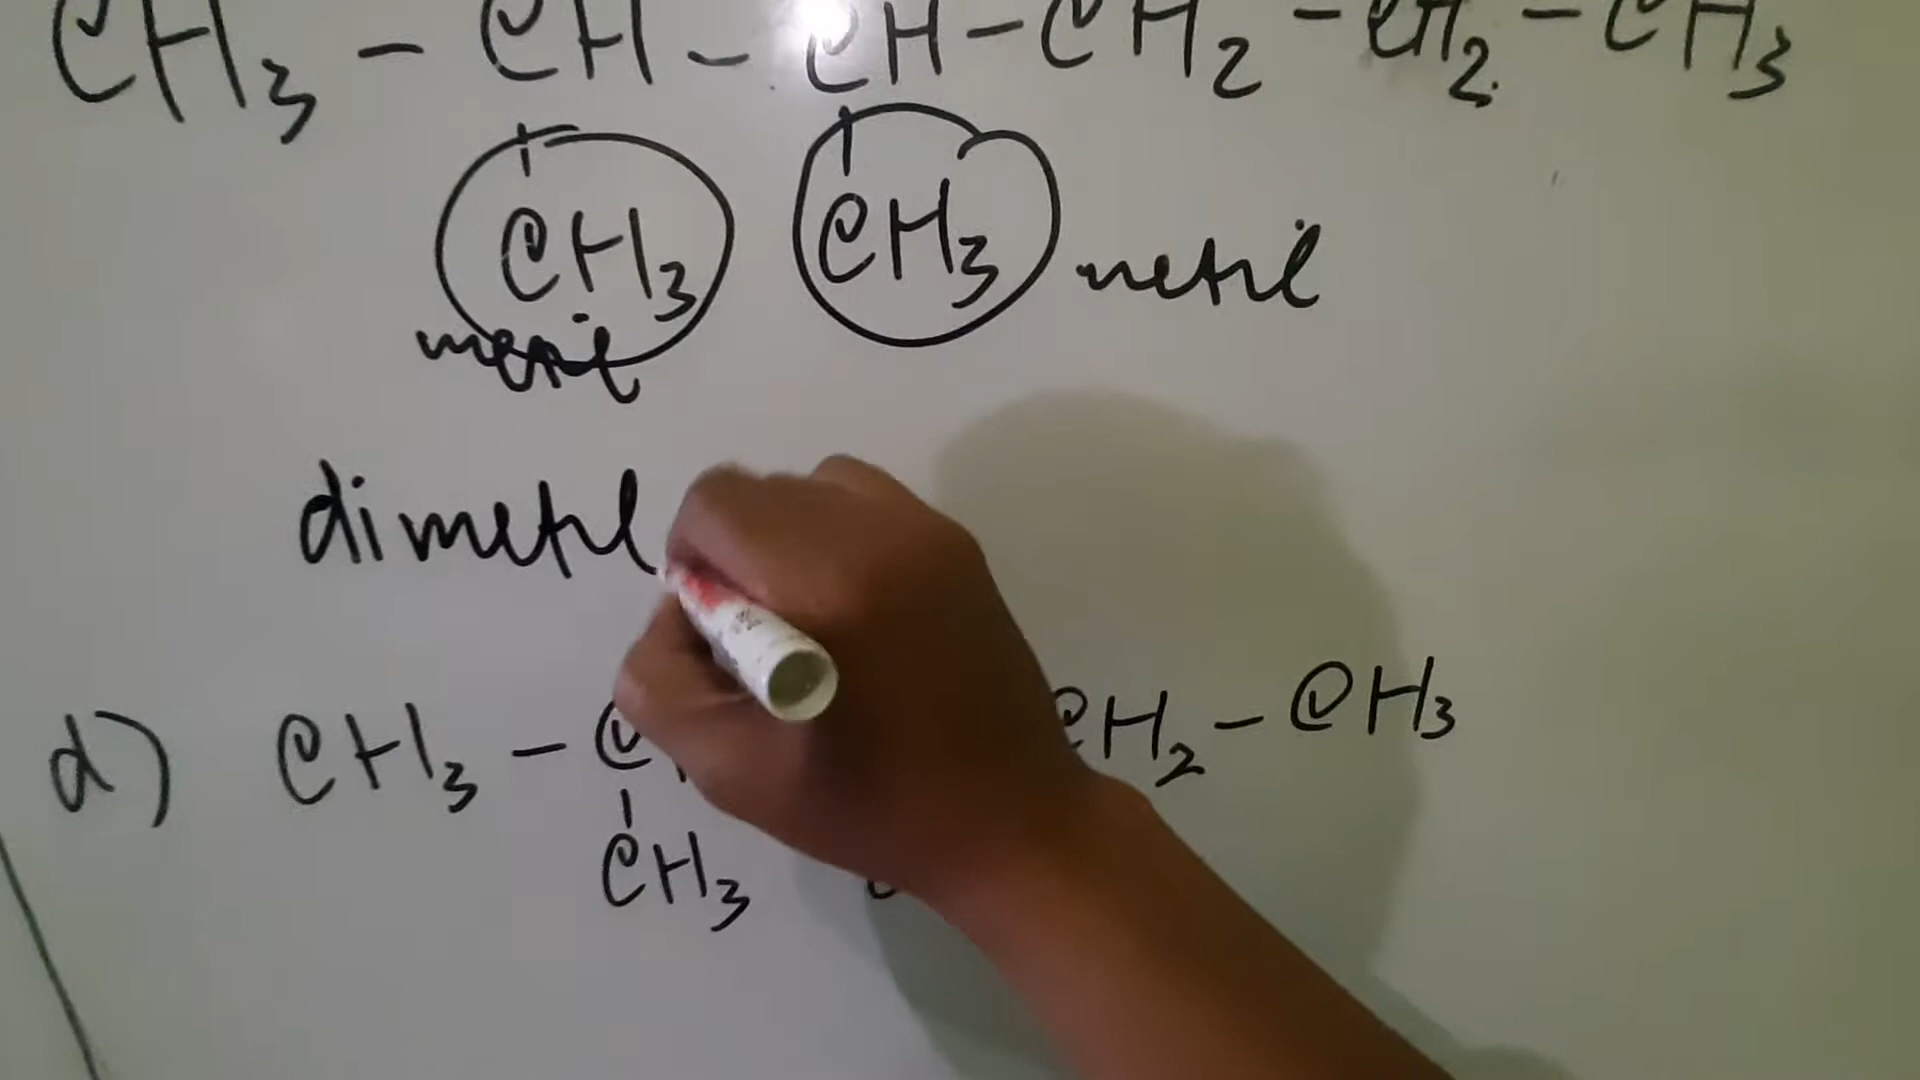 CH3 - CH - CH - CH2 - CH2 - CH3
CH3 CH3 metil
metil
dimetil
d) CH3 - C CH2 - CH3
CH3